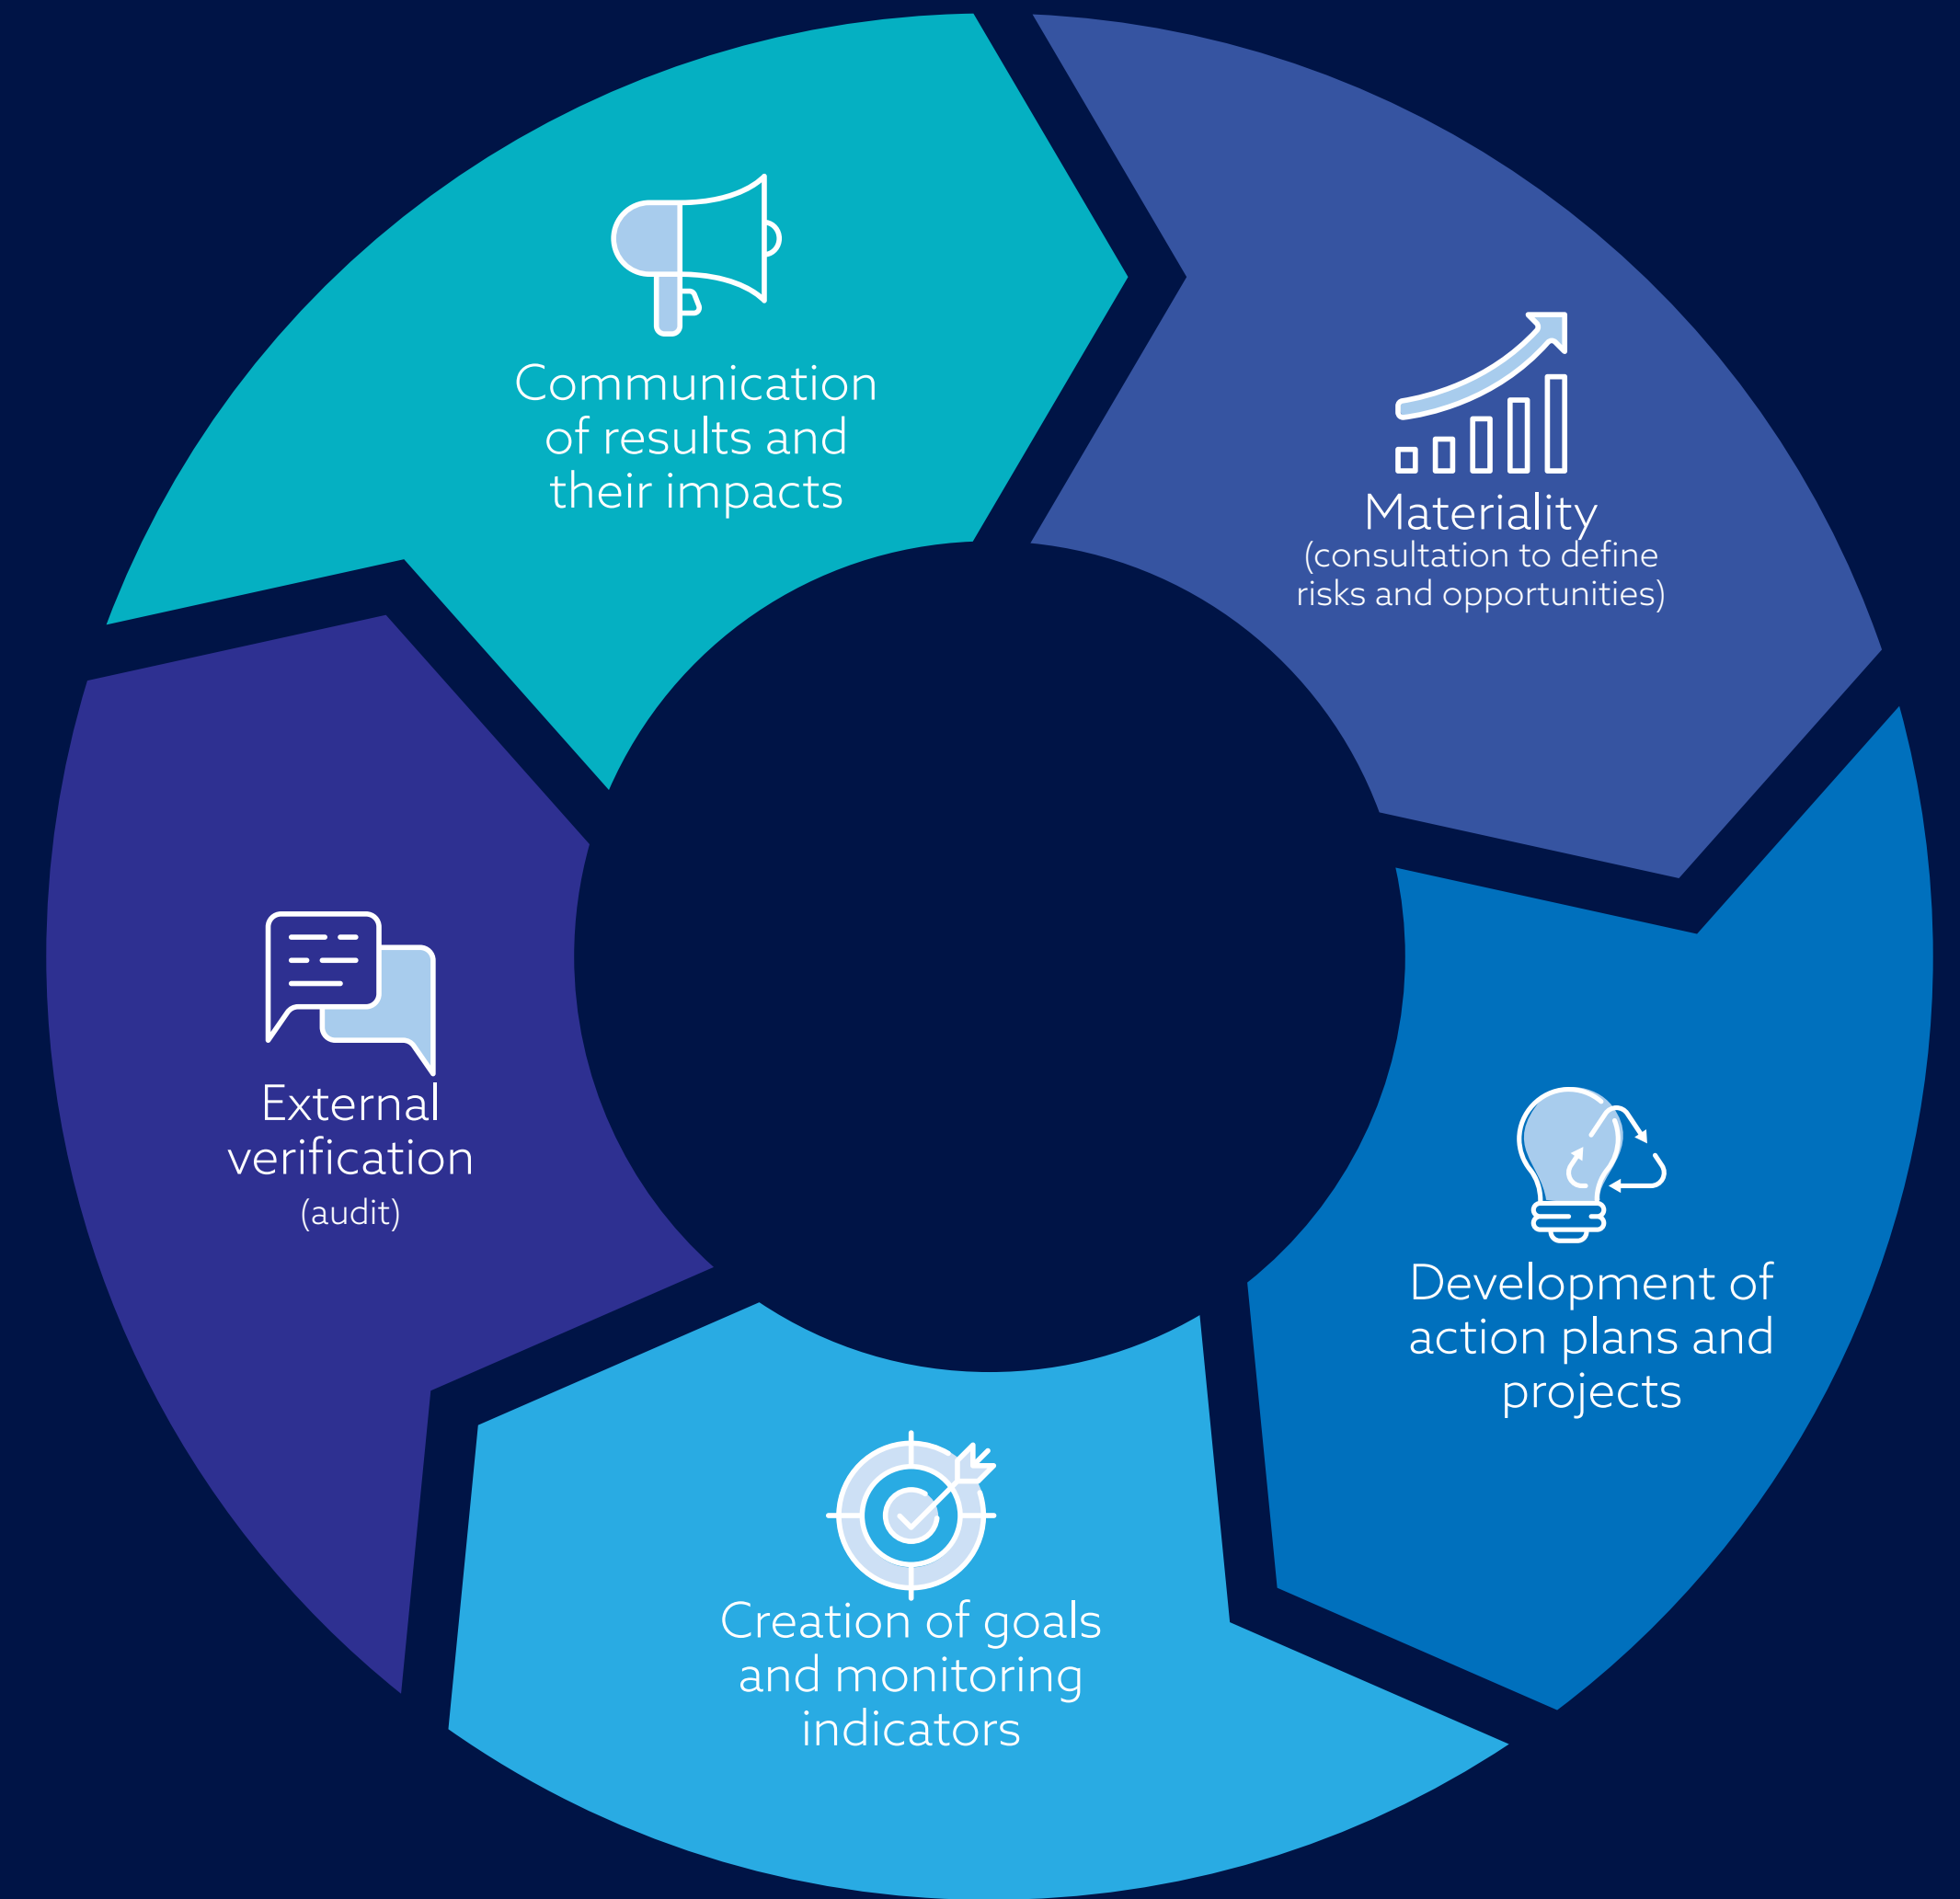 Communication
of results and
their impacts
Materiality
(consultation to define
risks and opportunities)
Development of
action plans and
projects
Creation of goals
and monitoring
indicators
External
verification
(audit)